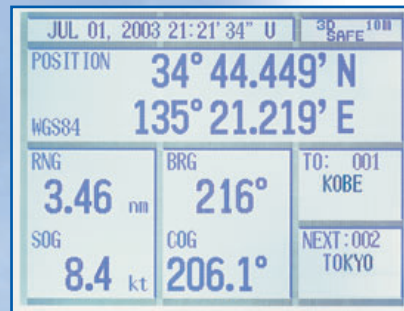 JUL 01, 2003 21:21'34" U
3D SAFE 10m
POSITION
34° 44.449' N
WGS84
135° 21.219' E
RNG
3.46 nm
BRG
216°
TO: 001
KOBE
SOG
8.4 kt
COG
206.1°
NEXT:002
TOKYO